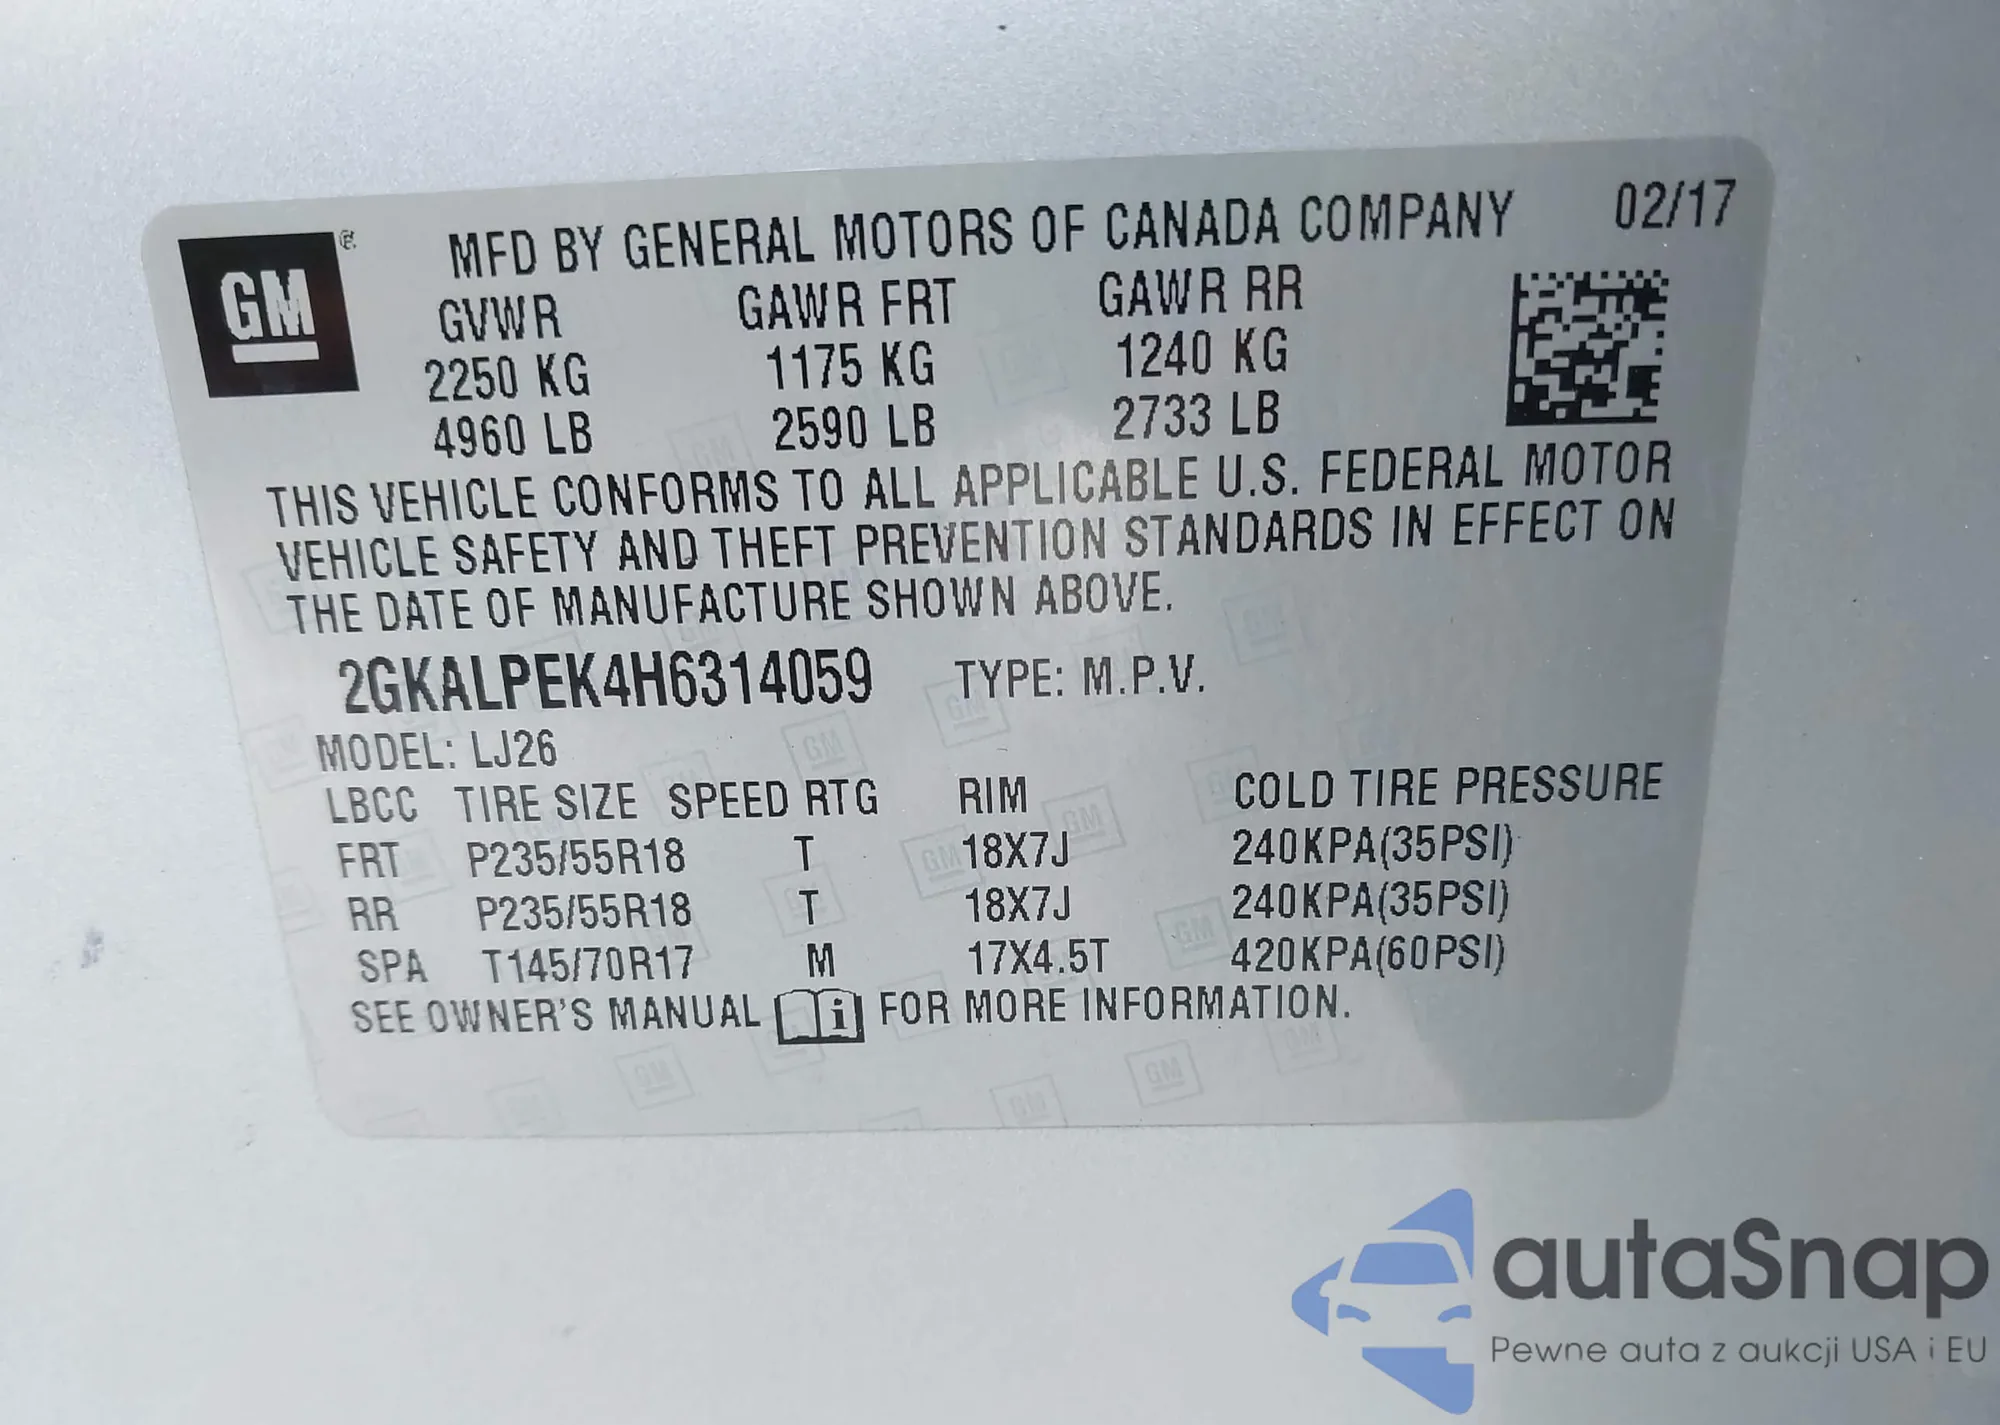 GM ®
MFD BY GENERAL MOTORS OF CANADA COMPANY 02/17
GVWR GAWR FRT GAWR RR
2250 KG 1175 KG 1240 KG
4960 LB 2590 LB 2733 LB
THIS VEHICLE CONFORMS TO ALL APPLICABLE U.S. FEDERAL MOTOR
VEHICLE SAFETY AND THEFT PREVENTION STANDARDS IN EFFECT ON
THE DATE OF MANUFACTURE SHOWN ABOVE.
2GKALPEK4H6314059 TYPE: M.P.V.
MODEL: LJ26
LBCC TIRE SIZE SPEED RTG RIM COLD TIRE PRESSURE
FRT P235/55R18 T 18X7J 240KPA(35PSI)
RR P235/55R18 T 18X7J 240KPA(35PSI)
SPA T145/70R17 M 17X4.5T 420KPA(60PSI)
SEE OWNER'S MANUAL i FOR MORE INFORMATION.
autaSnap
Pewne auta z aukcji USA i EU